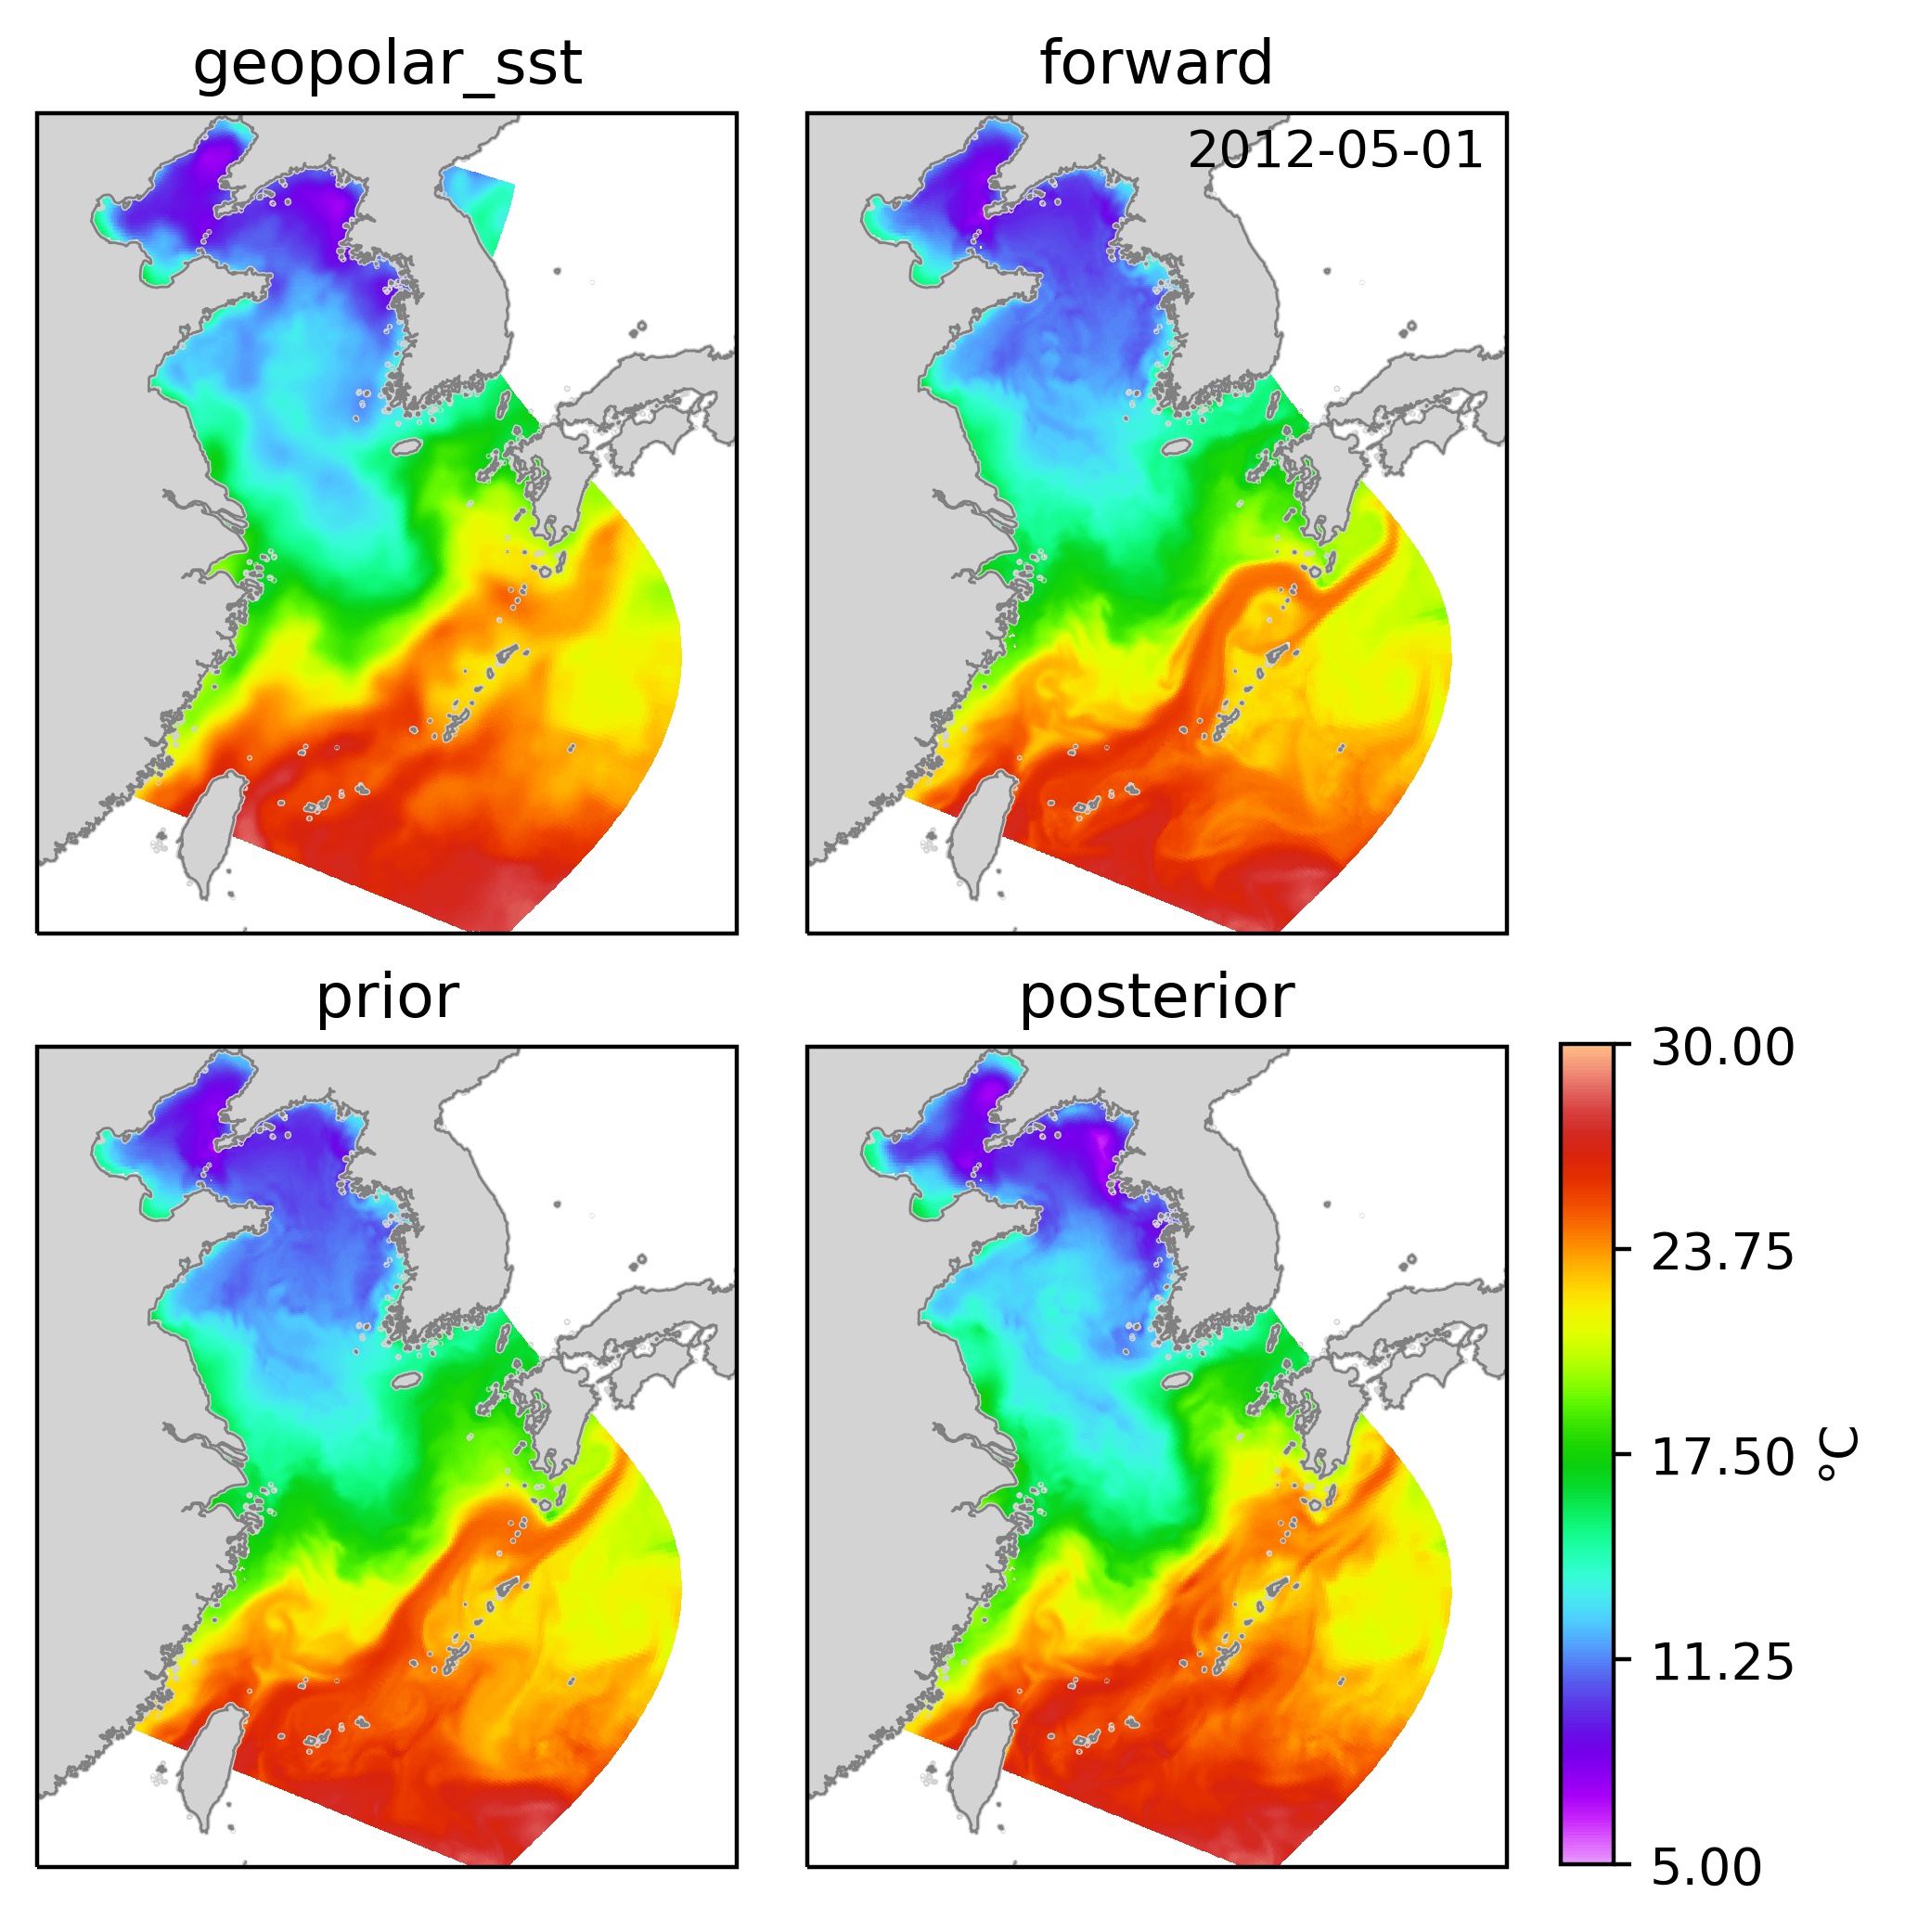 geopolar_sst
forward
2012-05-01
prior
posterior
30.00
23.75
17.50
11.25
5.00
°C